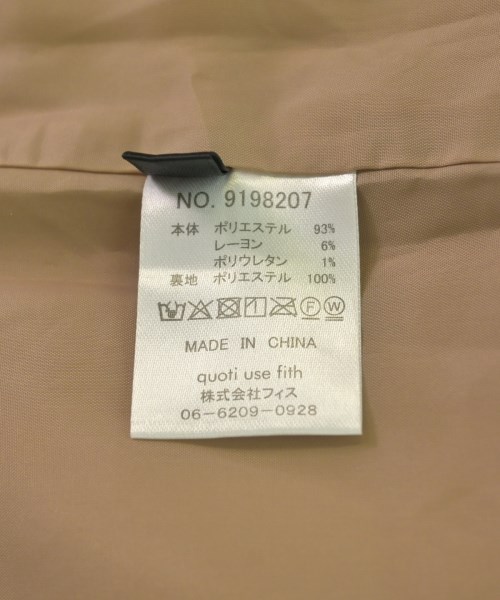 NO. 9198207
本体 ポリエステル 93%
レーヨン 6%
ポリウレタン 1%
裏地 ポリエステル 100%
F W
MADE IN CHINA
quoti use fith
株式会社フィス
06-6209-0928